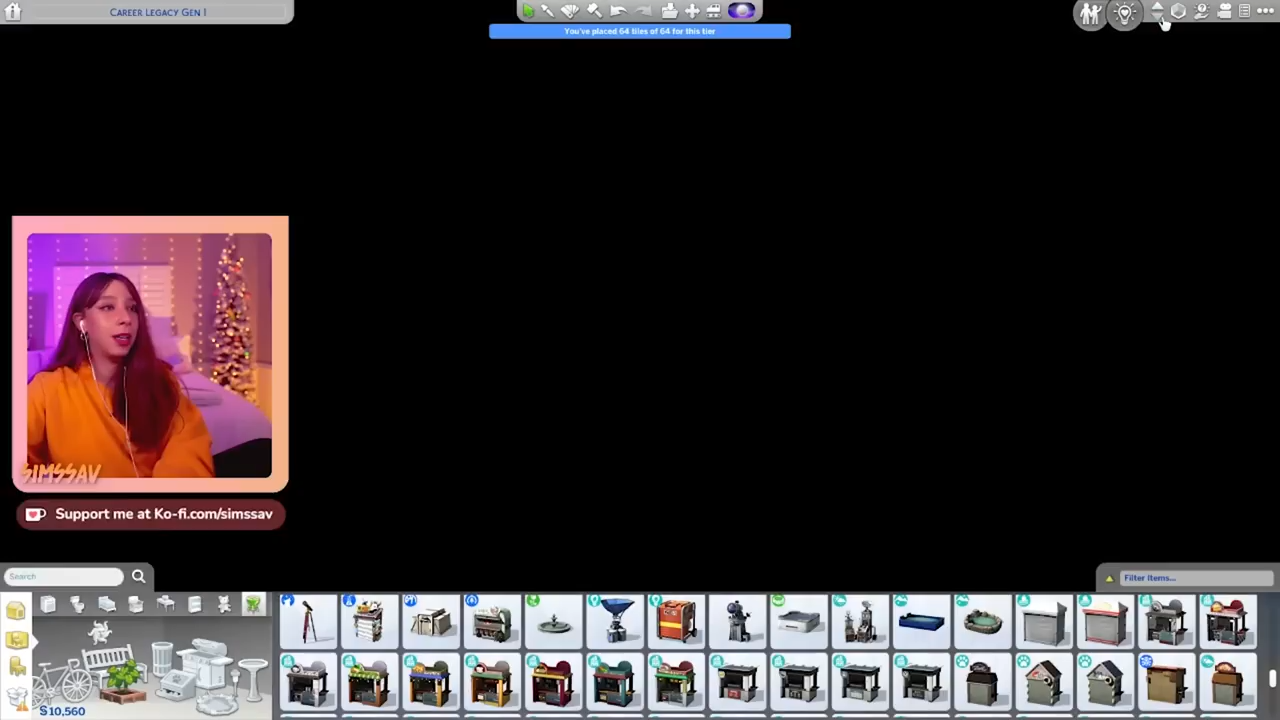 Career Legacy Gen I
You've placed 64 tiles of 64 for this tier
SIMSSAV
Support me at Ko-fi.com/simssav
Search
Filter Items...
§10,560